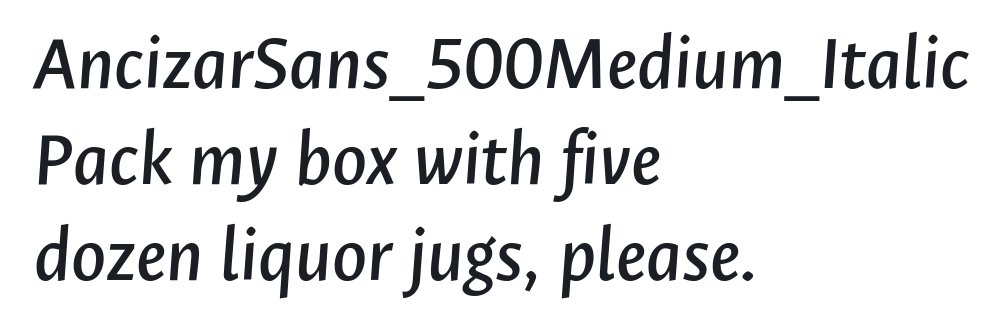 AncizarSans_500Medium_Italic
Pack my box with five
dozen liquor jugs, please.